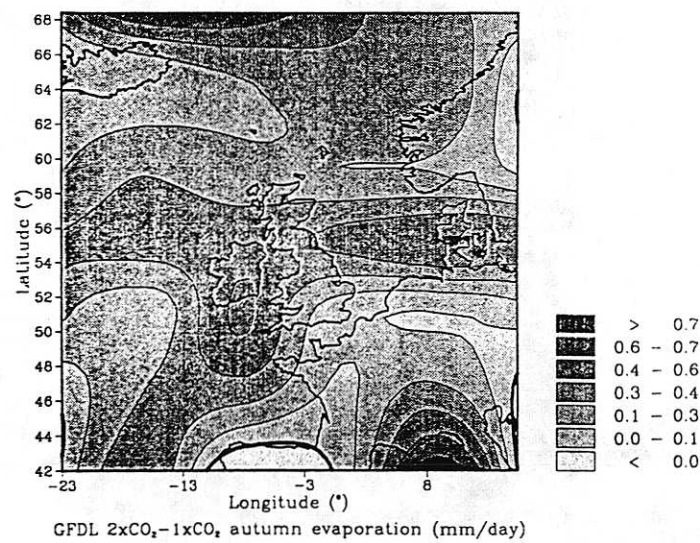 68
66
64
62
60
58
56
54
52
50
48
46
44
42
Latitude (°)
-23 -13 -3 8
Longitude (°)
> 0.7
0.6 - 0.7
0.4 - 0.6
0.3 - 0.4
0.1 - 0.3
0.0 - 0.1
< 0.0
GFDL 2xCO₂-1xCO₂ autumn evaporation (mm/day)